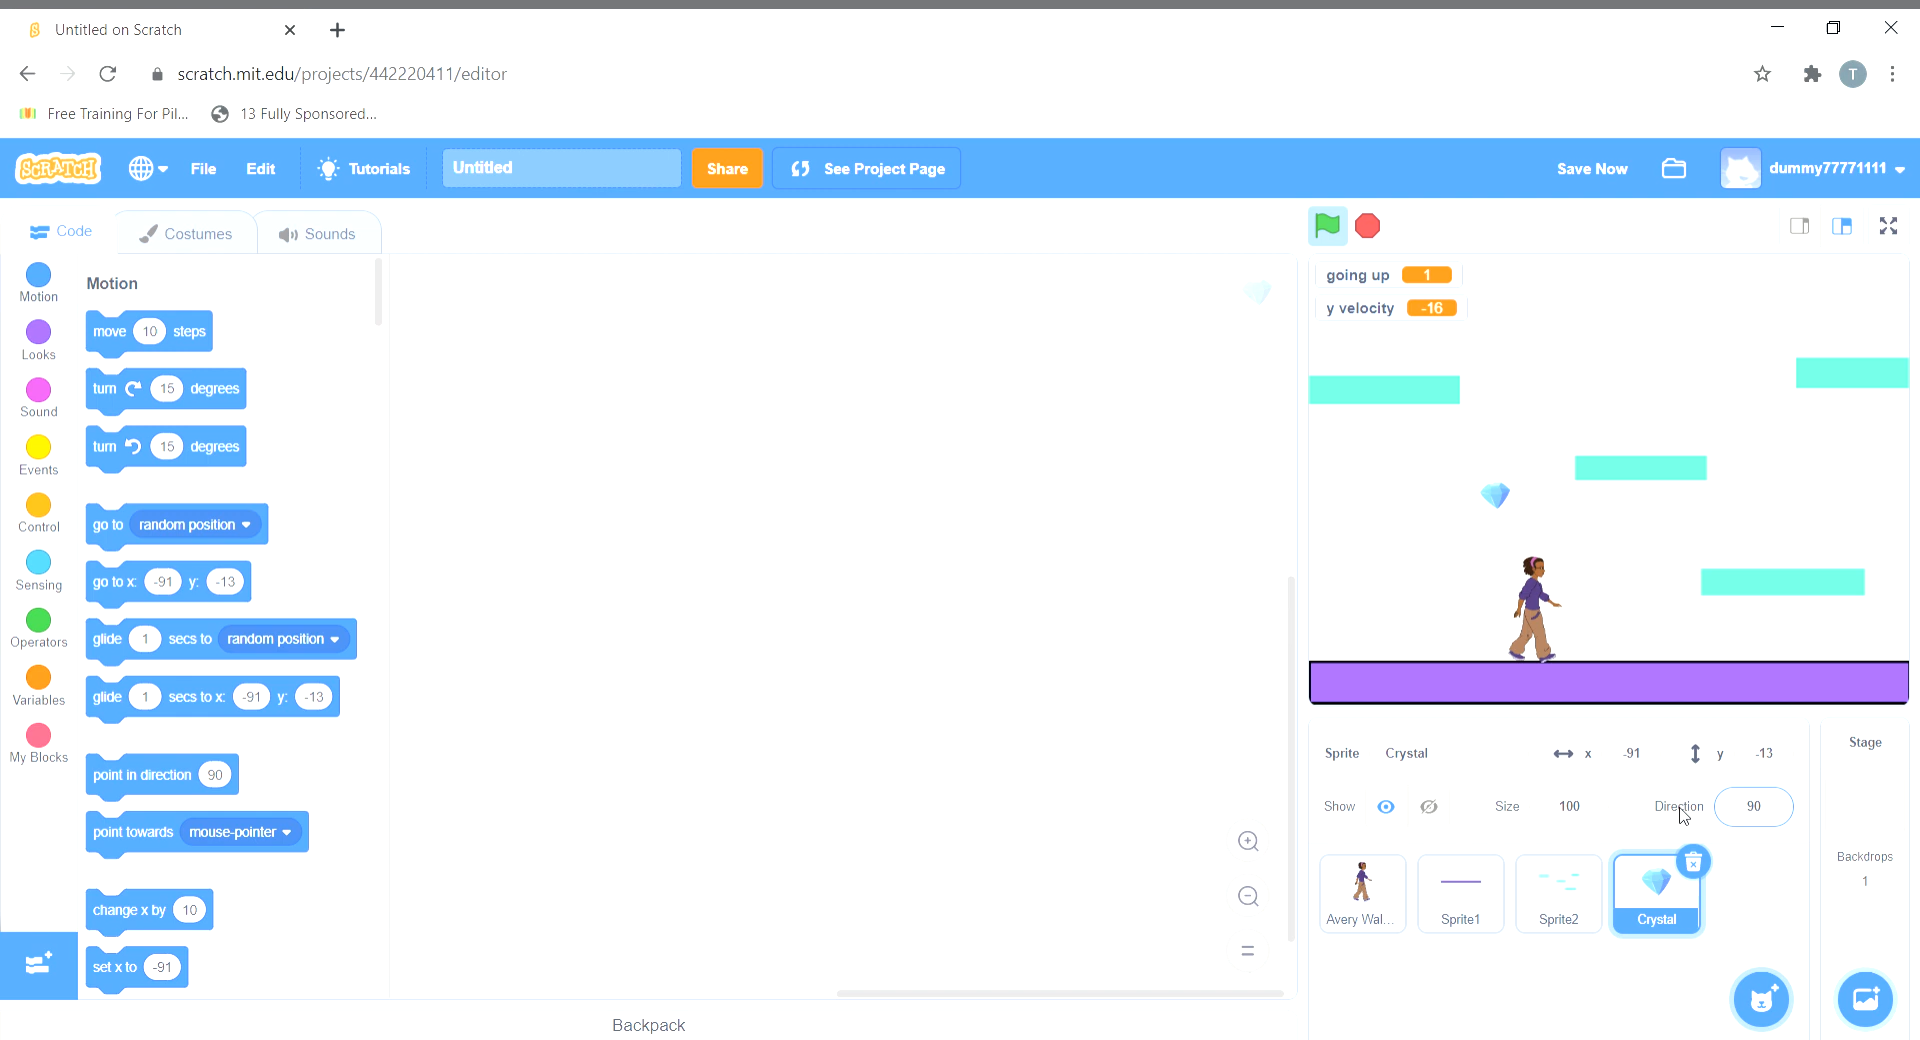 Untitled on Scratch
scratch.mit.edu/projects/442220411/editor
T
Free Training For Pil...
13 Fully Sponsored...
SCRATCH
File
Edit
Tutorials
Untitled
Share
See Project Page
Save Now
dummy77771111
Code
Costumes
Sounds
Motion
Looks
Sound
Events
Control
Sensing
Operators
Variables
My Blocks
Motion
move 10 steps
turn 15 degrees
turn 15 degrees
go to random position
go to x: -91 y: -13
glide 1 secs to random position
glide 1 secs to x: -91 y: -13
point in direction 90
point towards mouse-pointer
change x by 10
set x to -91
Backpack
going up 1
y velocity -16
Sprite Crystal x -91 y -13
Show Size 100 Direction 90
Avery Wal...
Sprite1
Sprite2
Crystal
Stage
Backdrops
1